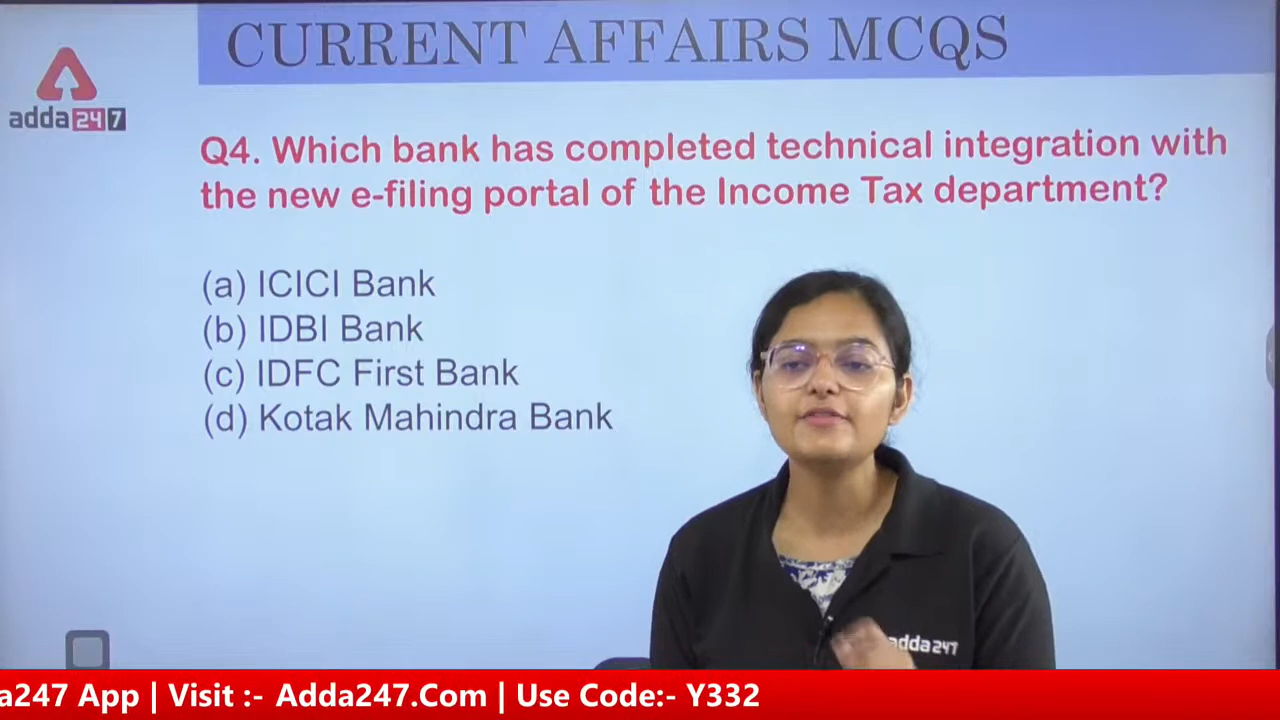 CURRENT AFFAIRS MCQS
adda247
Q4. Which bank has completed technical integration with
the new e-filing portal of the Income Tax department?
(a) ICICI Bank
(b) IDBI Bank
(c) IDFC First Bank
(d) Kotak Mahindra Bank
adda247
a247 App | Visit :- Adda247.Com | Use Code:- Y332